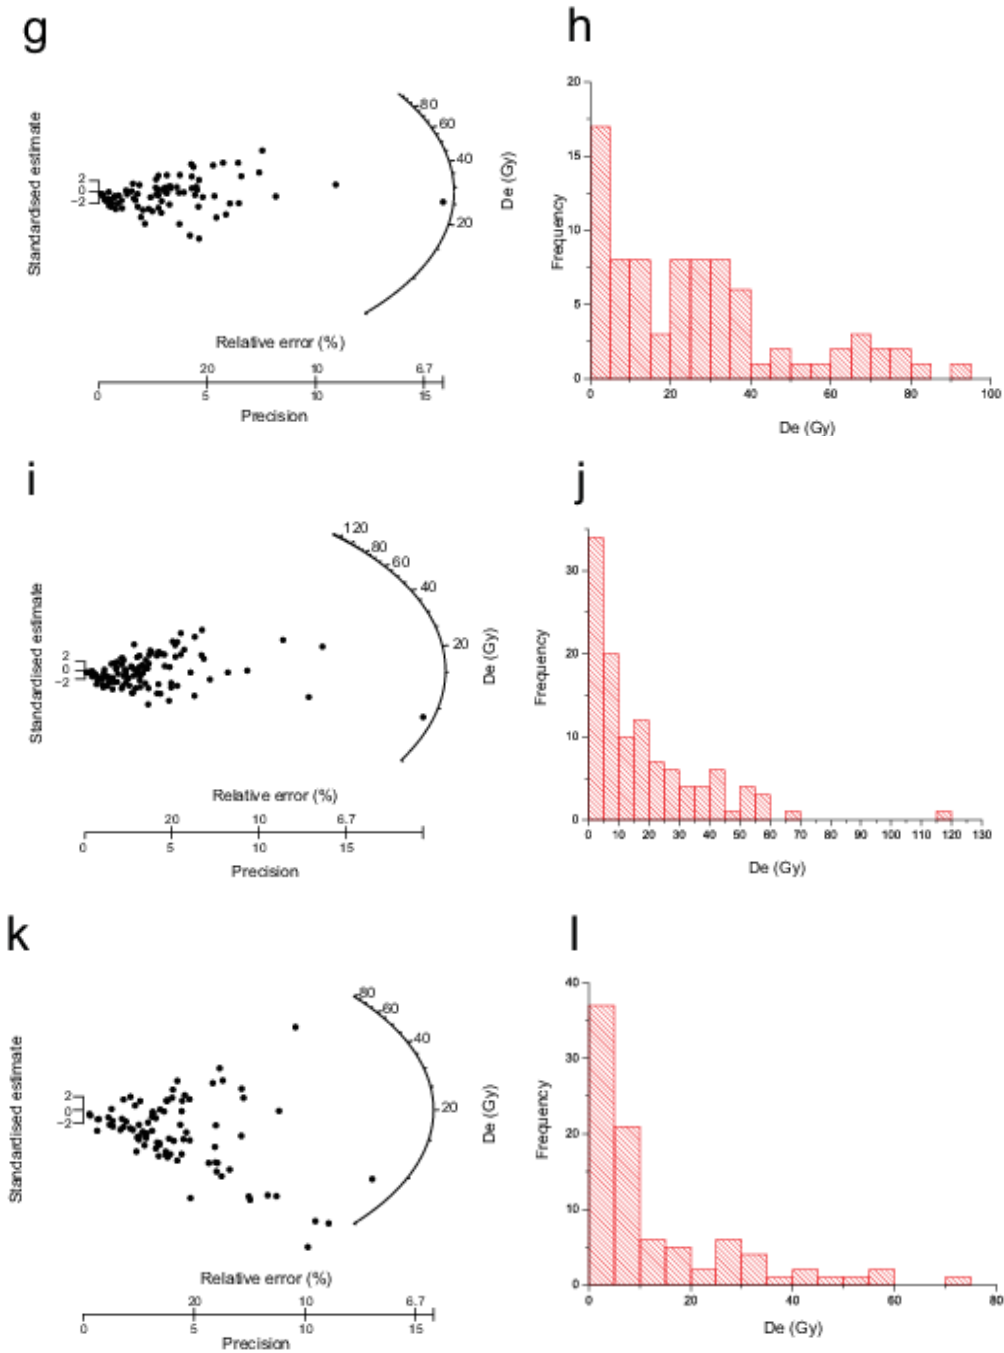 g
Standardised estimate
2
0
−2
80
60
40
20
De (Gy)
Relative error (%)
20 10 6.7
0 5 10 15
Precision
h
Frequency
20
15
10
5
0
0 20 40 60 80 100
De (Gy)
i
Standardised estimate
2
0
−2
120
80
60
40
20
De (Gy)
Relative error (%)
20 10 6.7
0 5 10 15
Precision
j
Frequency
30
20
10
0
0 10 20 30 40 50 60 70 80 90 100 110 120 130
De (Gy)
k
Standardised estimate
2
0
−2
80
60
40
20
De (Gy)
Relative error (%)
20 10 6.7
0 5 10 15
Precision
l
Frequency
40
30
20
10
0
0 20 40 60 80
De (Gy)